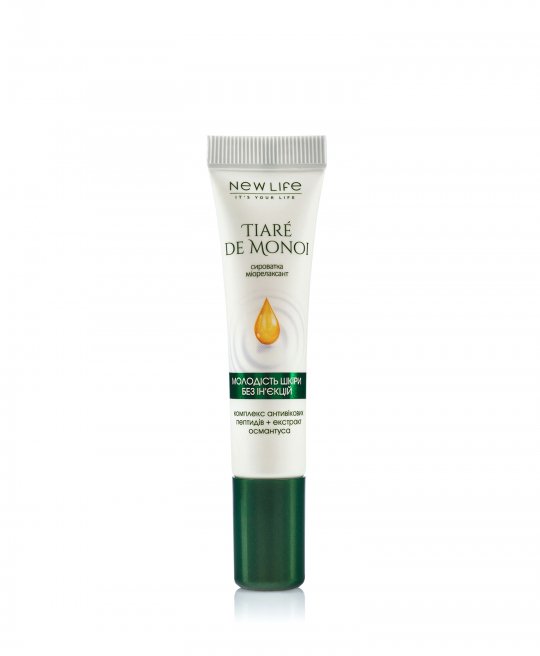 NEW LIFE
IT'S YOUR LIFE
TIARÉ
DE MONOI
сироватка
міорелаксант
МОЛОДІСТЬ ШКІРИ
БЕЗ ІН'ЄКЦІЙ
комплекс антивікових
пептидів + екстракт
османтуса